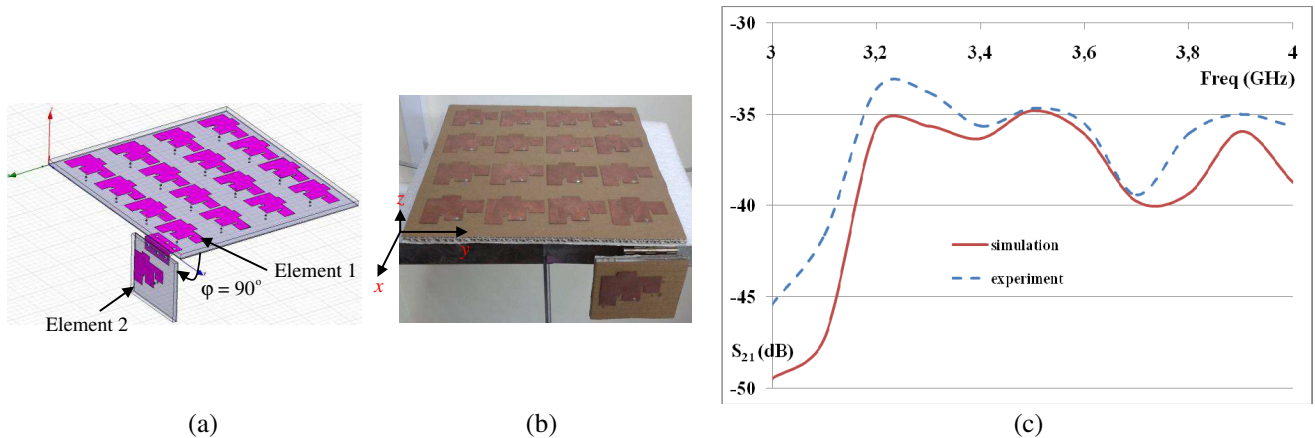 Element 1
φ = 90°
Element 2
(a)
z
y
x
(b)
-30
3
3,2
3,4
3,6
3,8
4
Freq (GHz)
-35
-40
simulation
-45
experiment
S21 (dB)
-50
(c)